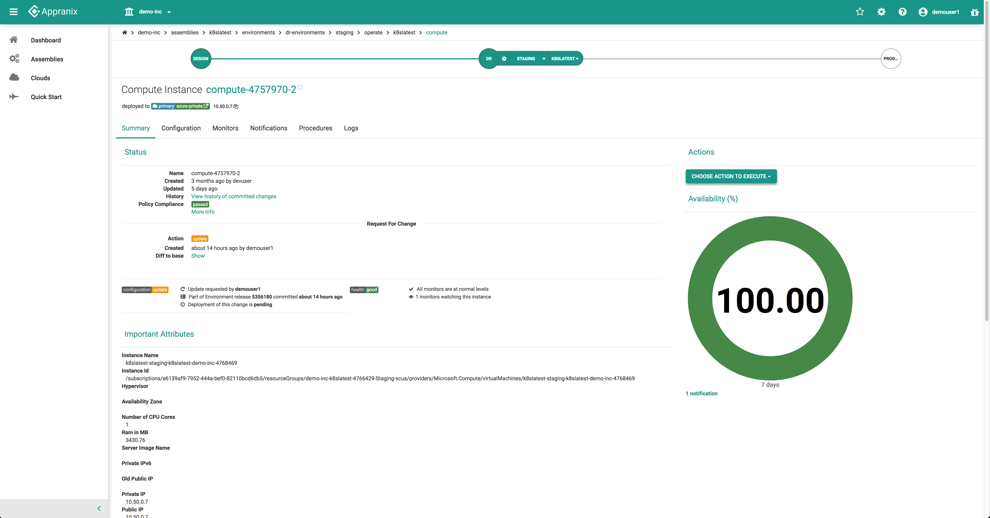 Appranix
demo-inc
demouser1
Dashboard
Assemblies
Clouds
Quick Start
demo-inc > assemblies > k8slatest > environments > dr-environments > staging > operate > k8slatest > compute
DESIGN
DR STAGING K8SLATEST
PROD...
Compute Instance compute-4757970-2
deployed to primary azure-private 10.50.0.7
Summary Configuration Monitors Notifications Procedures Logs
Status
Name compute-4757970-2
Created 3 months ago by devuser
Updated 5 days ago
History View history of committed changes
Policy Compliance passed
More Info
Request For Change
Action update
Created about 14 hours ago by demouser1
Diff to base Show
configuration update
Update requested by demouser1
Part of Environment release 5356180 committed about 14 hours ago
Deployment of this change is pending
health good
All monitors are at normal levels
1 monitors watching this instance
Important Attributes
Instance Name
k8slatest-staging-k8slatest-demo-inc-4768469
Instance Id
/subscriptions/e6139af9-7952-444a-bef0-82110bcd6db5/resourceGroups/demo-inc-k8slatest-4766429-Staging-scus/providers/Microsoft.Compute/virtualMachines/k8slatest-staging-k8slatest-demo-inc-4768469
Hypervisor
Availability Zone
Number of CPU Cores
1
Ram in MB
3430.76
Server Image Name
Private IPv6
Old Public IP
Private IP
10.50.0.7
Public IP
10.50.0.7
Actions
CHOOSE ACTION TO EXECUTE
Availability (%)
100.00
7 days
1 notification